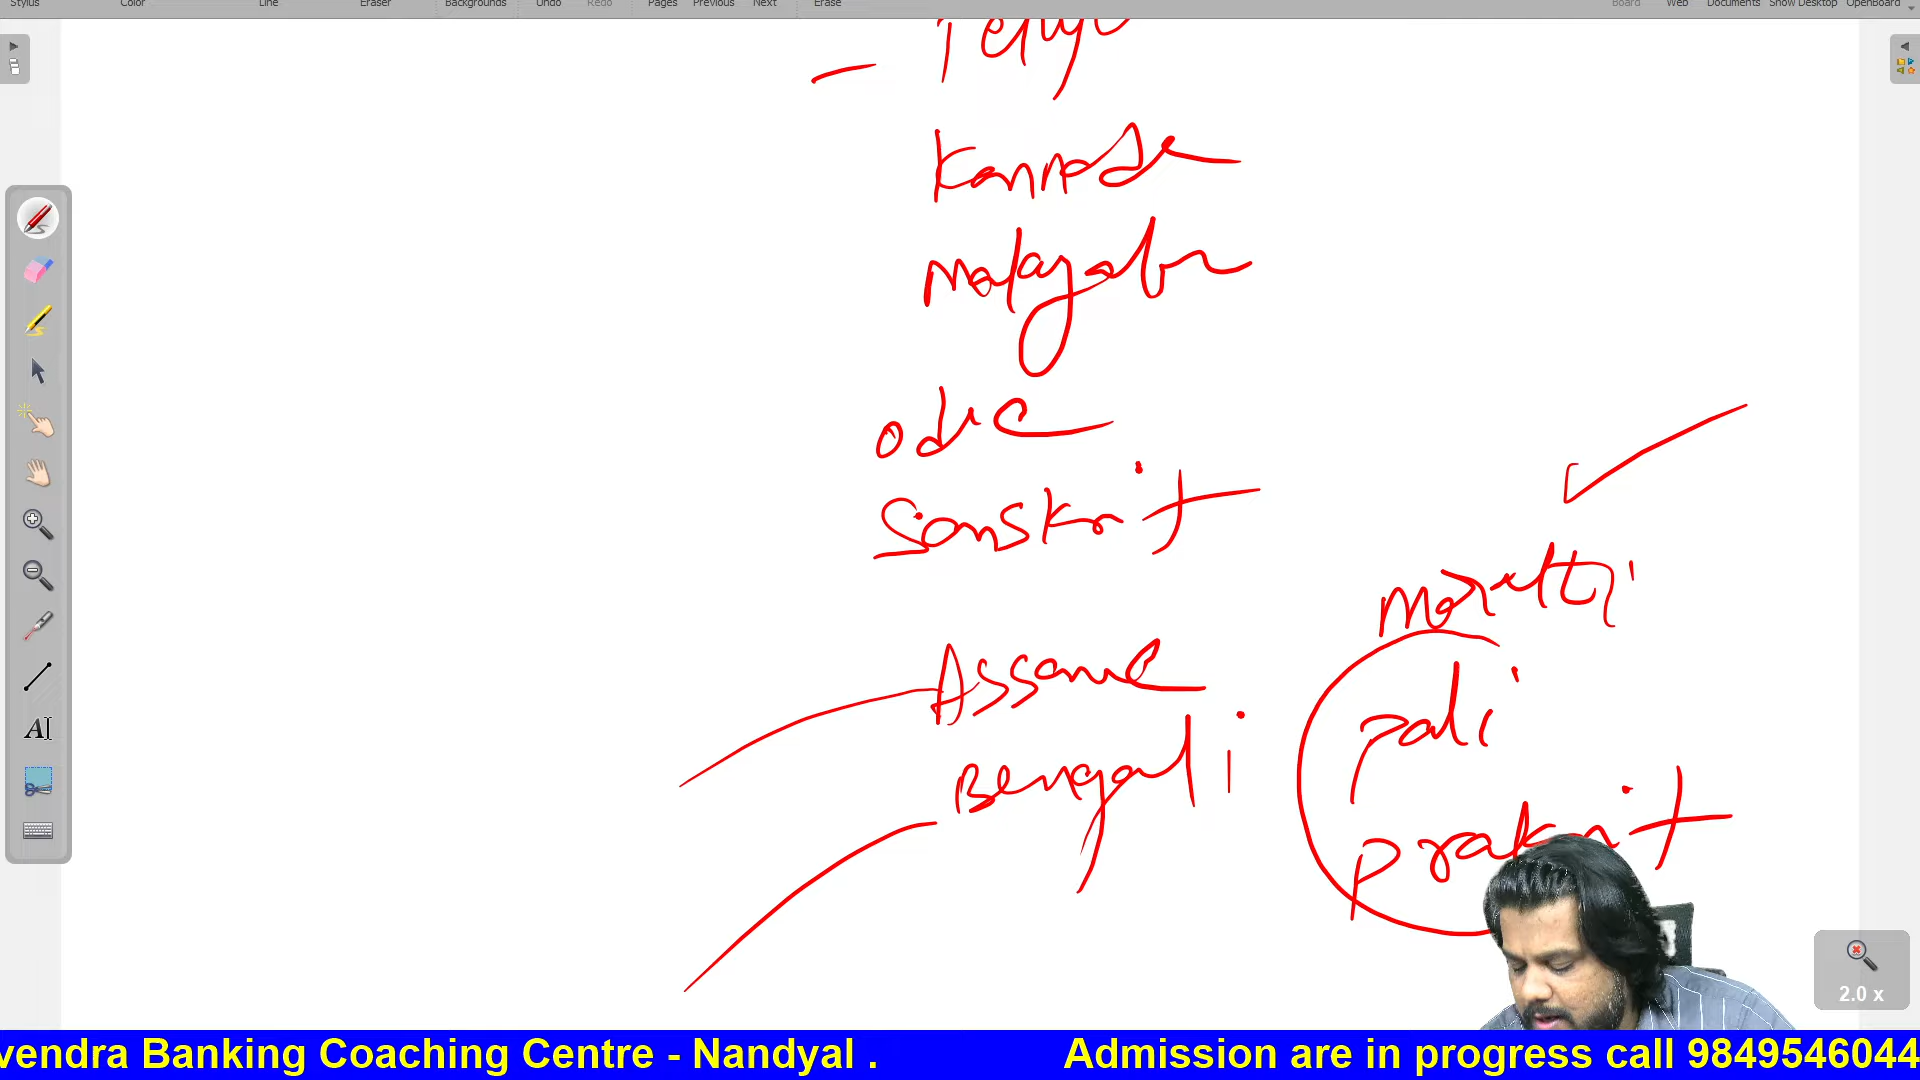 Stylus Color Line Eraser Backgrounds Undo Redo Pages Previous Next Erase Board Web Documents Show Desktop OpenBoard
Kannada
Malayalam
odia
Sanskrit
Marathi
Assame
pali
Bengali
prakrit
2.0 x
vendra Banking Coaching Centre - Nandyal . Admission are in progress call 9849546044